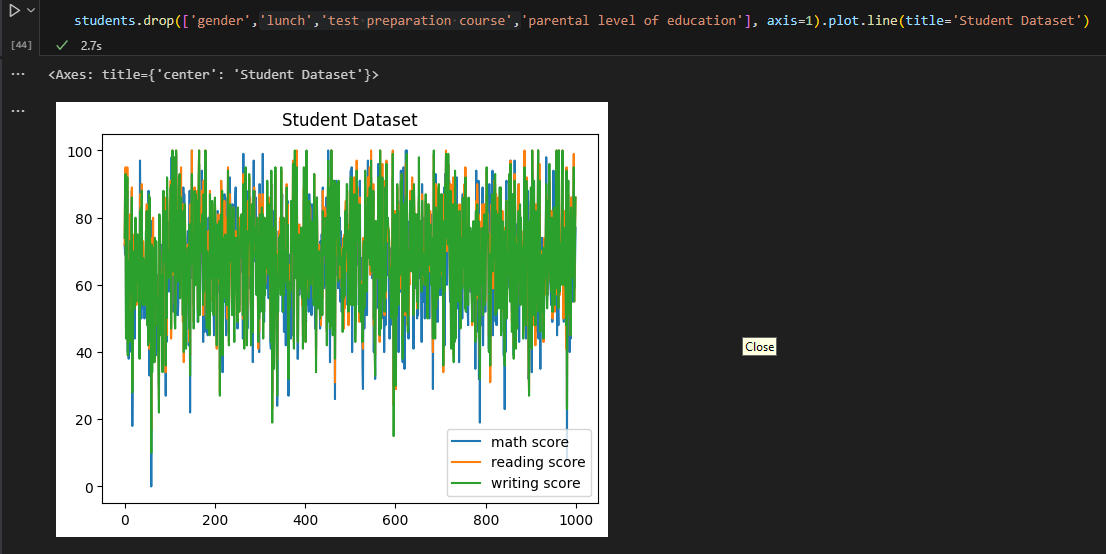 students.drop(['gender','lunch','test preparation course','parental level of education'], axis=1).plot.line(title='Student Dataset')
[44]
2.7s
<Axes: title={'center': 'Student Dataset'}>
Student Dataset
100
80
60
40
20
0
math score
reading score
writing score
0 200 400 600 800 1000
Close